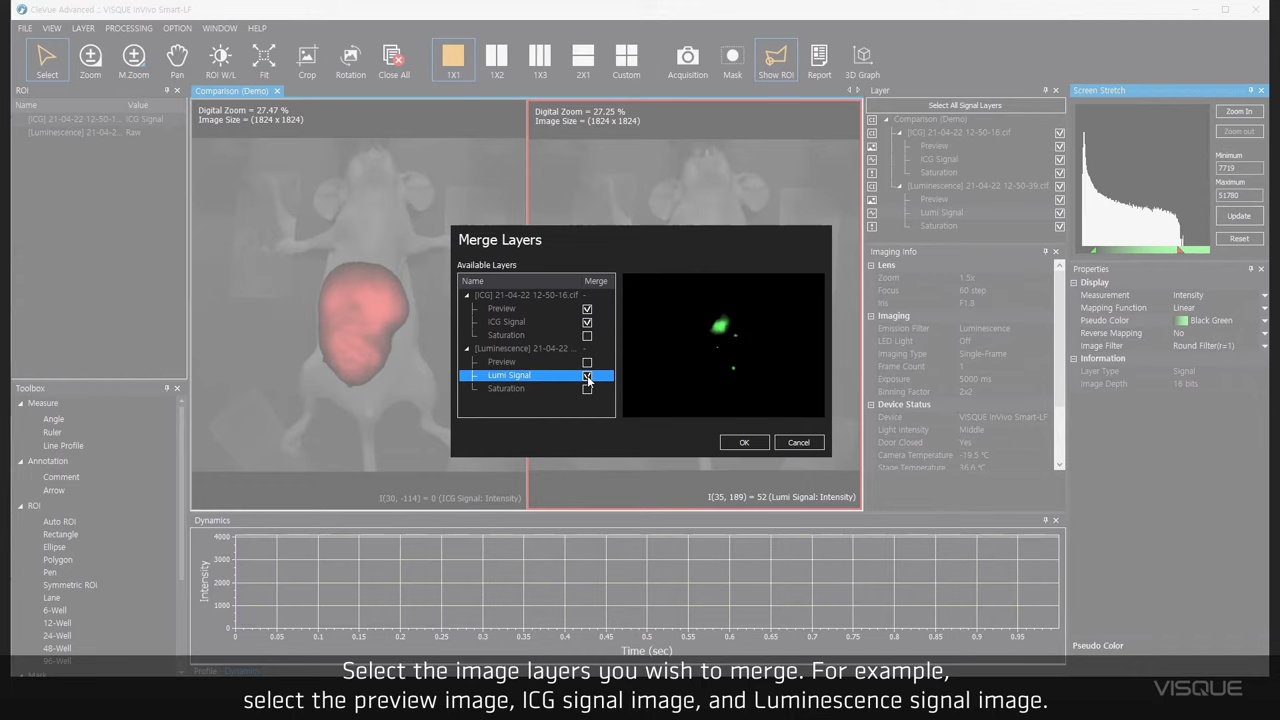 CleVue Advanced .: VISQUE InVivo Smart-LF
FILE VIEW LAYER PROCESSING OPTION WINDOW HELP
Select Zoom M.Zoom Pan ROI W/L Fit Crop Rotation Close All 1X1 1X2 1X3 2X1 Custom Acquisition Mask Show ROI Report 3D Graph
ROI
Name Value
[ICG] 21-04-22 12-50-1... ICG Signal
[Luminescence] 21-04-2... Raw
Toolbox
Measure
Angle
Ruler
Line Profile
Annotation
Comment
Arrow
ROI
Auto ROI
Rectangle
Ellipse
Polygon
Pen
Symmetric ROI
Lane
6-Well
12-Well
24-Well
48-Well
96-Well
Mark
Comparison (Demo)
Digital Zoom = 27.47 %
Image Size = (1824 x 1824)
I(30, -114) = 0 (ICG Signal: Intensity)
Digital Zoom = 27.25 %
Image Size = (1824 x 1824)
I(35, 189) = 52 (Lumi Signal: Intensity)
Merge Layers
Available Layers
Name Merge
[ICG] 21-04-22 12-50-16.cif -
Preview
ICG Signal
Saturation
[Luminescence] 21-04-22 ... -
Preview
Lumi Signal
Saturation
OK Cancel
Dynamics
Intensity
4000
3000
2000
1000
0
0 0.05 0.1 0.15 0.2 0.25 0.3 0.35 0.4 0.45 0.5 0.55 0.6 0.65 0.7 0.75 0.8 0.85 0.9 0.95
Time (sec)
Profile Dynamics
Layer
Select All Signal Layers
Comparison (Demo)
[ICG] 21-04-22 12-50-16.cif
Preview
ICG Signal
Saturation
[Luminescence] 21-04-22 12-50-39.cif
Preview
Lumi Signal
Saturation
Imaging Info
Lens
Zoom 1.5x
Focus 60 step
Iris F1.8
Imaging
Emission Filter Luminescence
LED Light Off
Imaging Type Single-Frame
Frame Count 1
Exposure 5000 ms
Binning Factor 2x2
Device Status
Device VISQUE InVivo Smart-LF
Light Intensity Middle
Door Closed Yes
Camera Temperature -19.5 ℃
Stage Temperature 36.6 ℃
Screen Stretch
Zoom In
Zoom out
Minimum
7719
Maximum
51780
Update
Reset
Properties
Display
Measurement Intensity
Mapping Function Linear
Pseudo Color Black Green
Reverse Mapping No
Image Filter Round Filter(r=1)
Information
Layer Type Signal
Image Depth 16 bits
Pseudo Color
Select the image layers you wish to merge. For example,
select the preview image, ICG signal image, and Luminescence signal image.
VISQUE